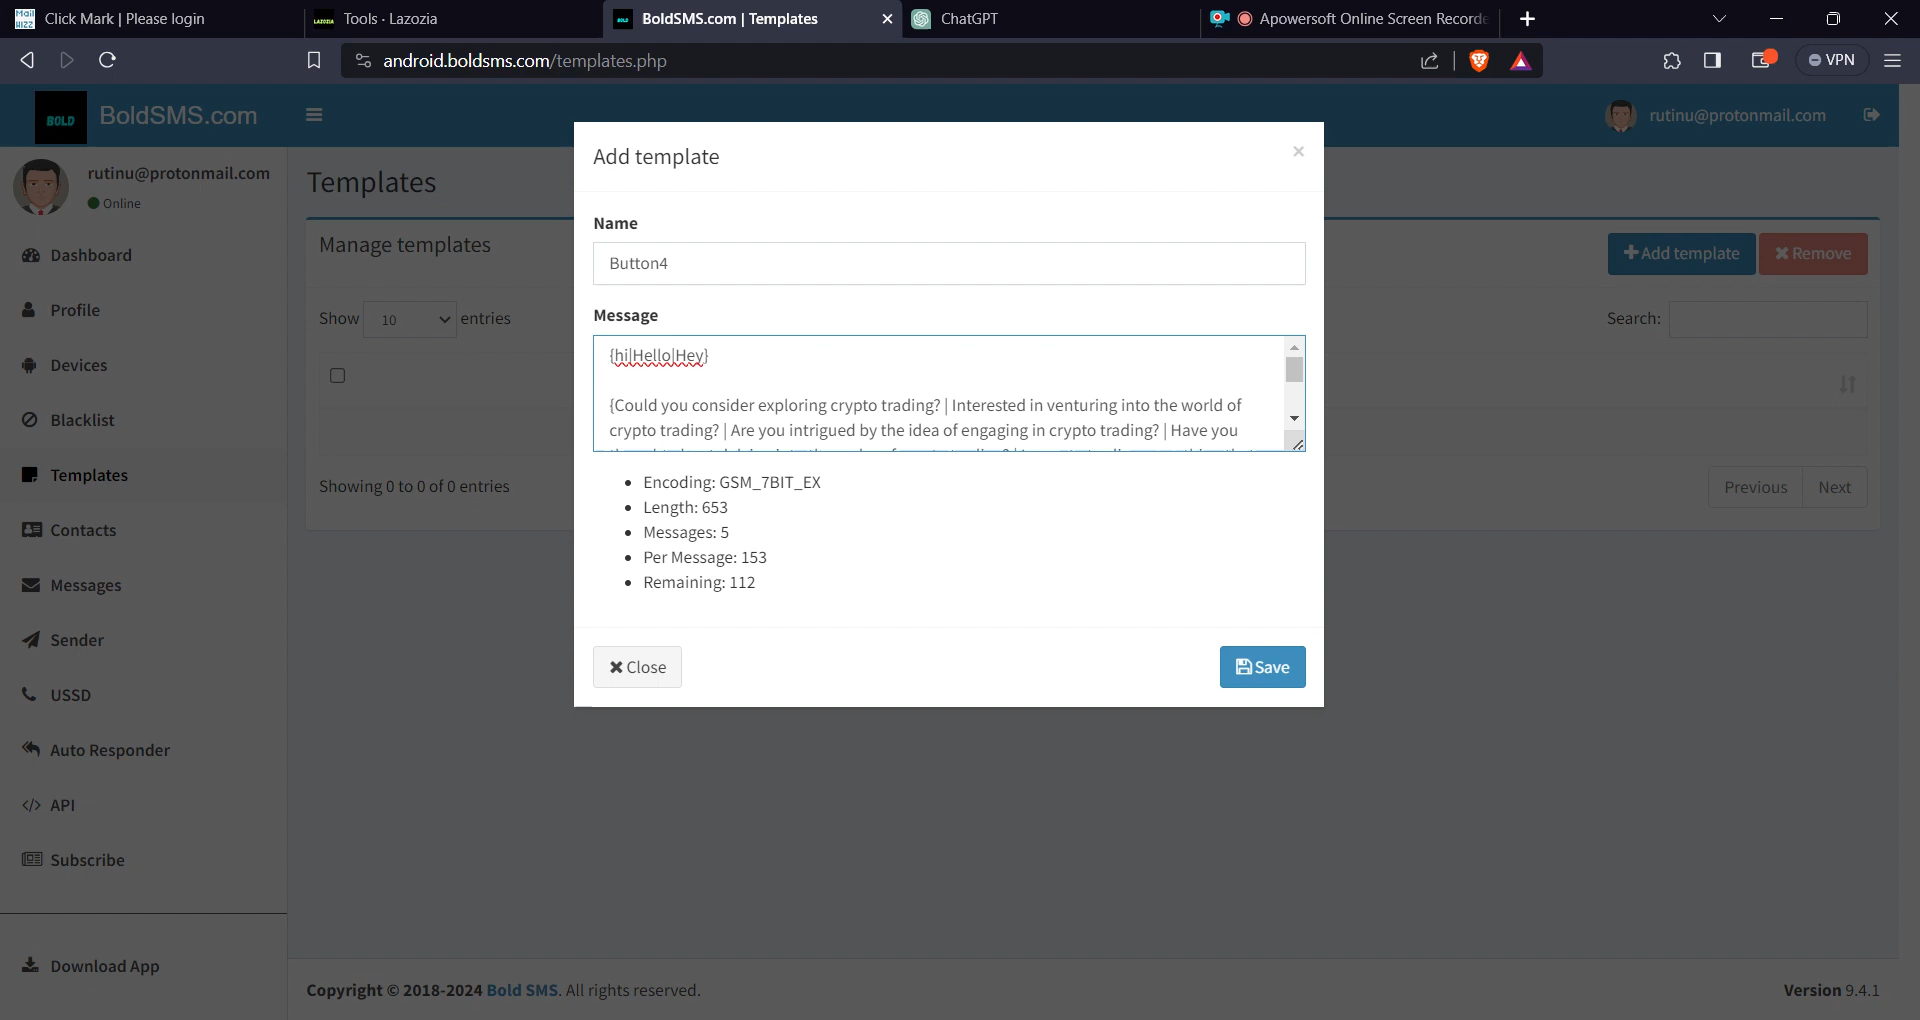 Click Mark | Please login
Tools · Lazozia
BoldSMS.com | Templates
ChatGPT
Apowersoft Online Screen Recorde
android.boldsms.com/templates.php
VPN
BOLD
BoldSMS.com
rutinu@protonmail.com
rutinu@protonmail.com
Online
Dashboard
Profile
Devices
Blacklist
Templates
Contacts
Messages
Sender
USSD
Auto Responder
API
Subscribe
Download App
Templates
Manage templates
Add template
Remove
Show 10 entries
Search:
Showing 0 to 0 of 0 entries
Previous
Next
Add template
Name
Button4
Message
{hi|Hello|Hey}
{Could you consider exploring crypto trading? | Interested in venturing into the world of
crypto trading? | Are you intrigued by the idea of engaging in crypto trading? | Have you
Encoding: GSM_7BIT_EX
Length: 653
Messages: 5
Per Message: 153
Remaining: 112
Close
Save
Copyright © 2018-2024 Bold SMS. All rights reserved.
Version 9.4.1